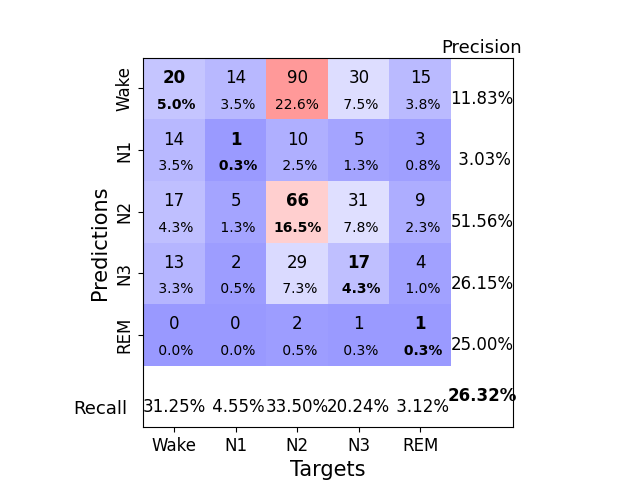 Precision
Wake 20 14 90 30 15 11.83%
5.0% 3.5% 22.6% 7.5% 3.8%
N1 14 1 10 5 3 3.03%
3.5% 0.3% 2.5% 1.3% 0.8%
N2 17 5 66 31 9 51.56%
4.3% 1.3% 16.5% 7.8% 2.3%
N3 13 2 29 17 4 26.15%
3.3% 0.5% 7.3% 4.3% 1.0%
REM 0 0 2 1 1 25.00%
0.0% 0.0% 0.5% 0.3% 0.3%
Predictions
26.32%
Recall 31.25% 4.55% 33.50% 20.24% 3.12%
Wake N1 N2 N3 REM
Targets